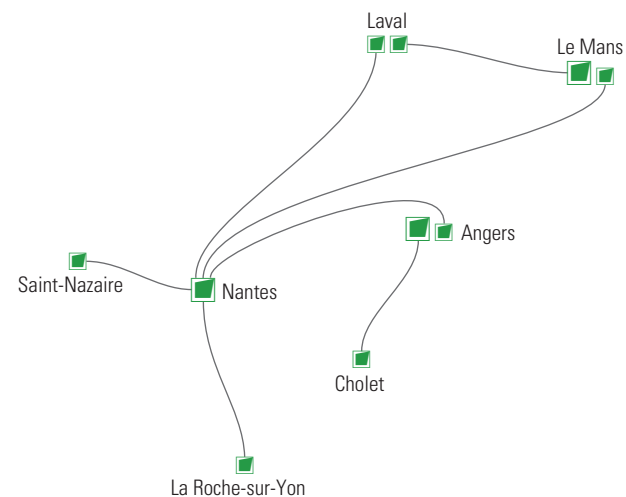 Laval
Le Mans
Angers
Saint-Nazaire
Nantes
Cholet
La Roche-sur-Yon